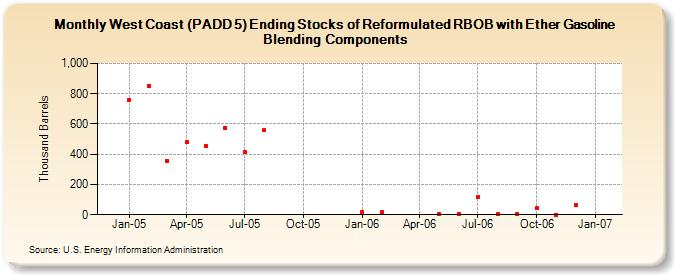 Monthly West Coast (PADD 5) Ending Stocks of Reformulated RBOB with Ether Gasoline
Blending Components
Thousand Barrels
1,000
800
600
400
200
0
Jan-05 Apr-05 Jul-05 Oct-05 Jan-06 Apr-06 Jul-06 Oct-06 Jan-07
Source: U.S. Energy Information Administration